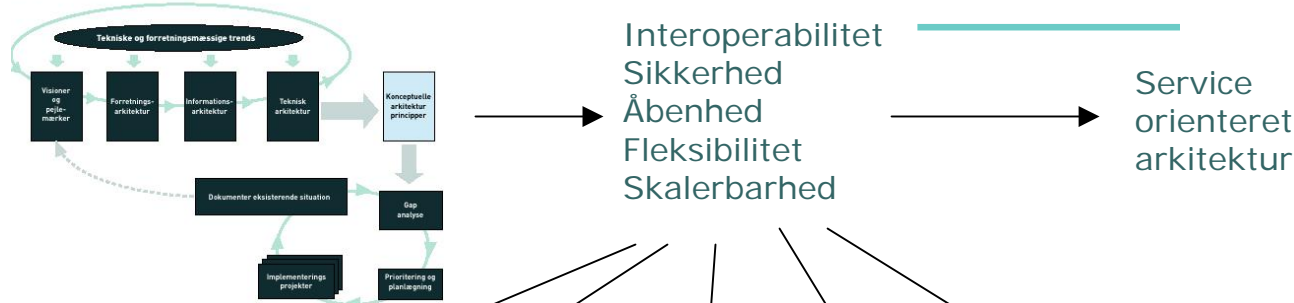 Tekniske og forretningsmæssige trends
Visioner
og
pejle-
mærker
Forretnings-
arkitektur
Informations-
arkitektur
Teknisk
arkitektur
Konceptuelle
arkitektur
principper
Dokumenter eksisterende situation
Gap
analyse
Implementerings
projekter
Prioritering og
planlægning
Interoperabilitet
Sikkerhed
Åbenhed
Fleksibilitet
Skalerbarhed
Service
orienteret
arkitektur